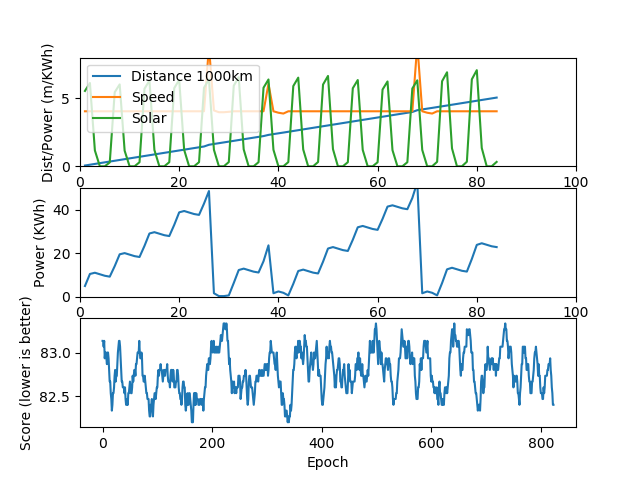 Dist/Power (m/KWh)
5
0
Distance 1000km
Speed
Solar
0 20 40 60 80 100
Power (KWh)
40
20
0
0 20 40 60 80 100
Score (lower is better)
83.0
82.5
0 200 400 600 800
Epoch